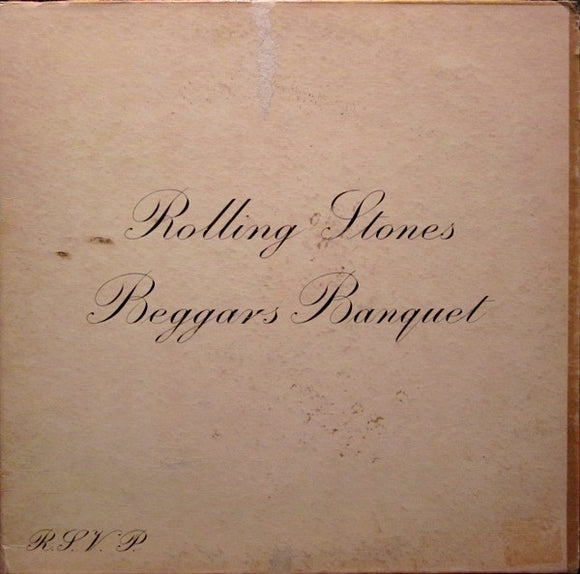 Rolling Stones
Beggars Banquet
R.S.V.P.